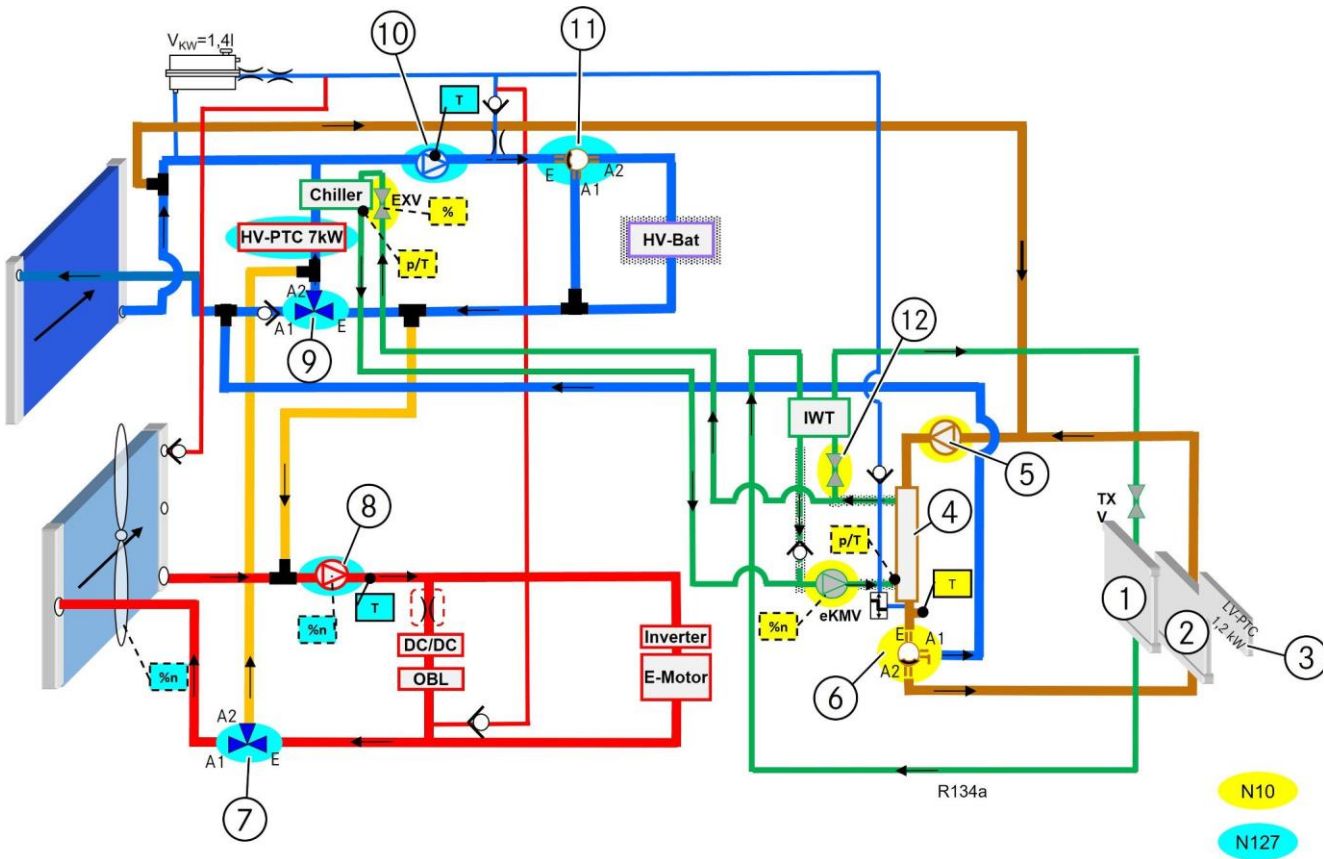 V_KW=1,4l
10
11
T
E
A1
A2
Chiller
EXV
%
HV-PTC 7kW
p/T
HV-Bat
A2
A1
E
9
12
IWT
5
8
4
TX
V
p/T
T
1
2
LV-PTC
1.2 kW
3
%n
T
DC/DC
OBL
Inverter
E-Motor
%n
eKMV
E
A1
A2
6
%n
A2
A1
E
7
R134a
N10
N127